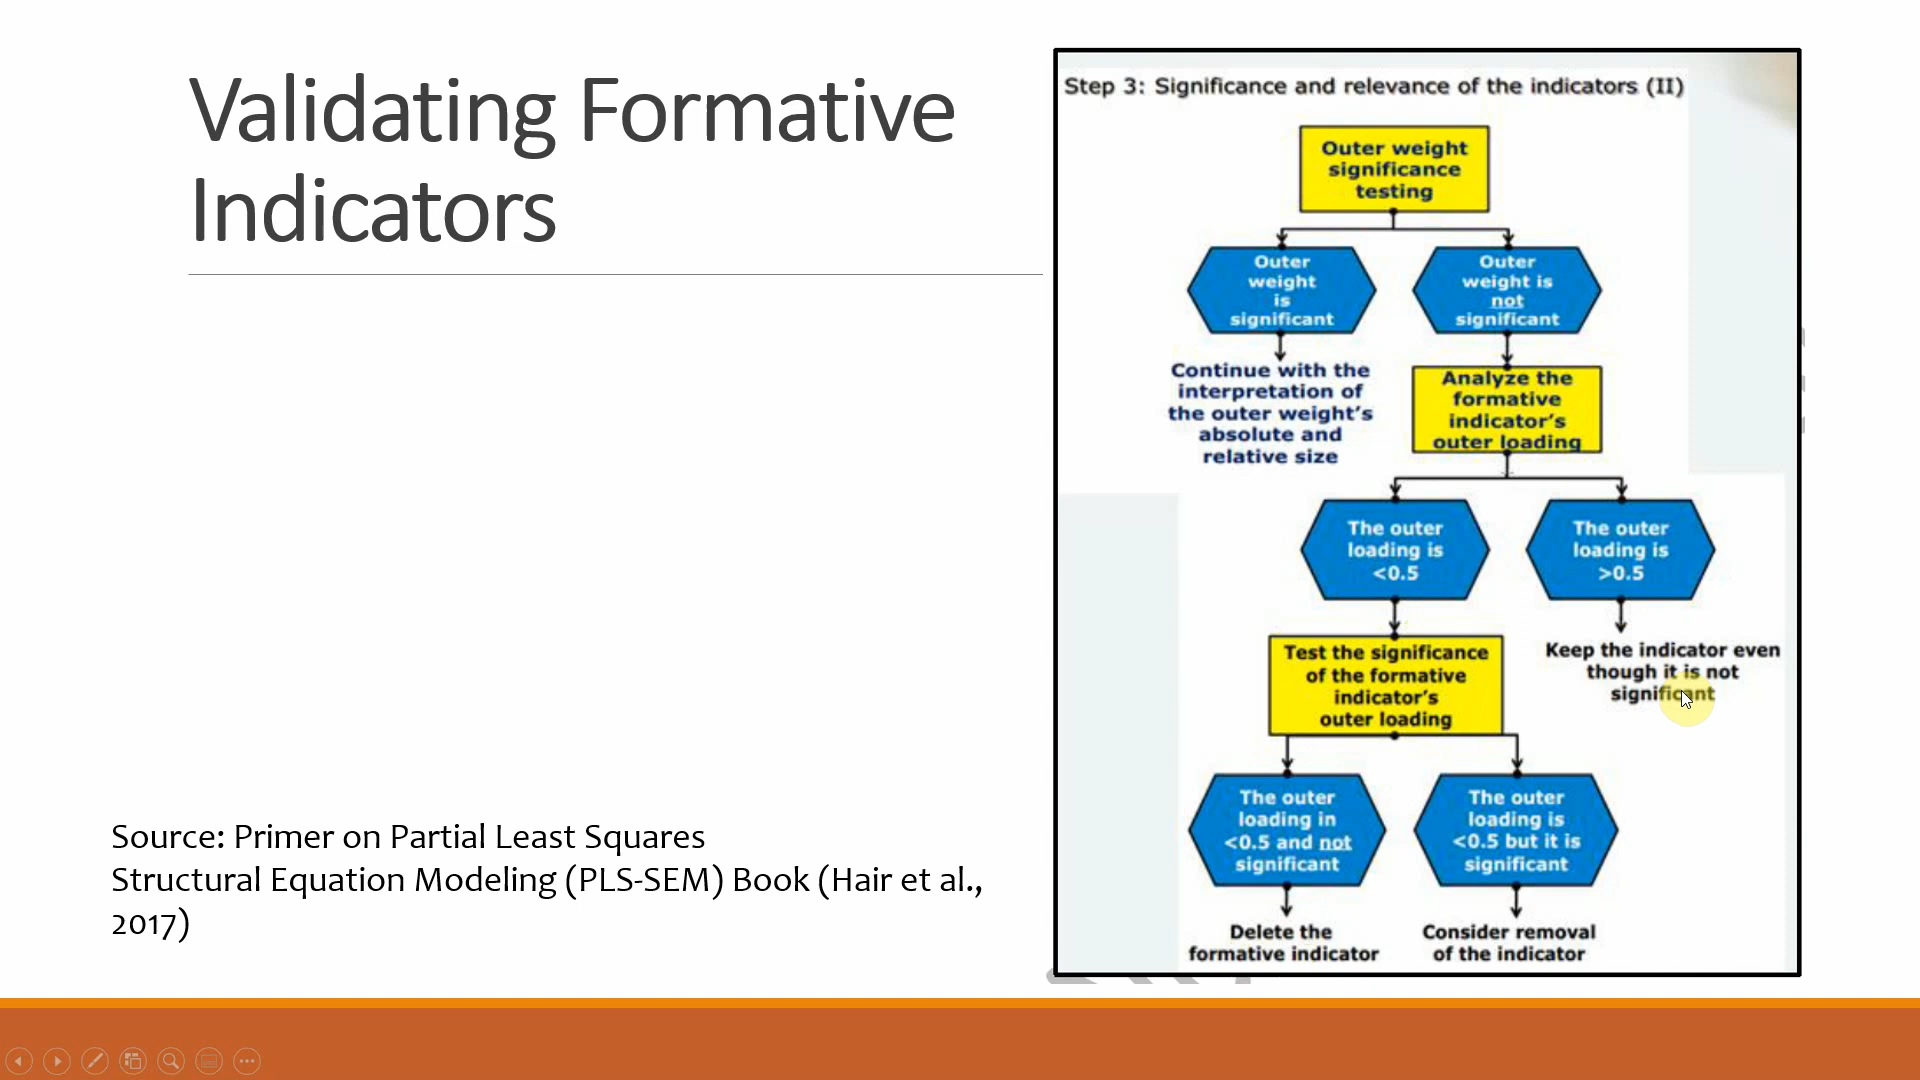 Validating Formative
Indicators
Source: Primer on Partial Least Squares
Structural Equation Modeling (PLS-SEM) Book (Hair et al.,
2017)
Step 3: Significance and relevance of the indicators (II)
Outer weight
significance
testing
Outer
weight
is
significant
Outer
weight is
not
significant
Continue with the
interpretation of
the outer weight's
absolute and
relative size
Analyze the
formative
indicator's
outer loading
The outer
loading is
<0.5
The outer
loading is
>0.5
Test the significance
of the formative
indicator's
outer loading
Keep the indicator even
though it is not
significant
The outer
loading in
<0.5 and not
significant
The outer
loading is
<0.5 but it is
significant
Delete the
formative indicator
Consider removal
of the indicator